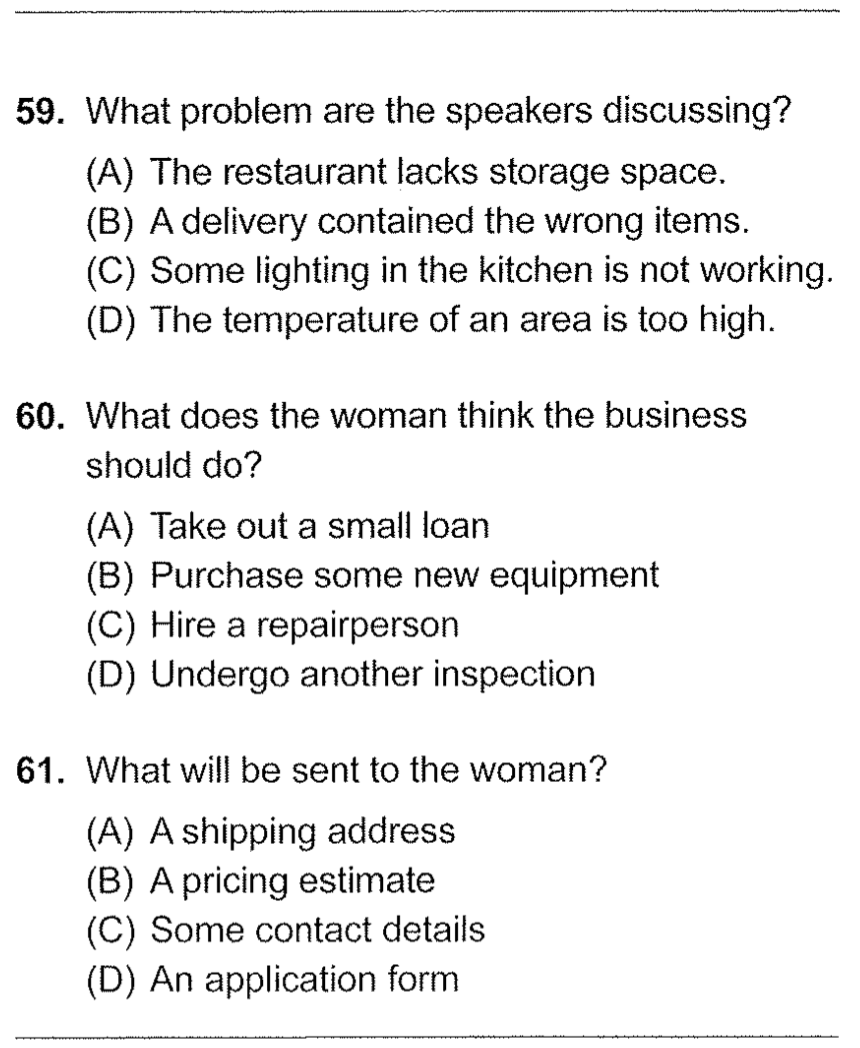 59. What problem are the speakers discussing?
(A) The restaurant lacks storage space.
(B) A delivery contained the wrong items.
(C) Some lighting in the kitchen is not working.
(D) The temperature of an area is too high.
60. What does the woman think the business
should do?
(A) Take out a small loan
(B) Purchase some new equipment
(C) Hire a repairperson
(D) Undergo another inspection
61. What will be sent to the woman?
(A) A shipping address
(B) A pricing estimate
(C) Some contact details
(D) An application form